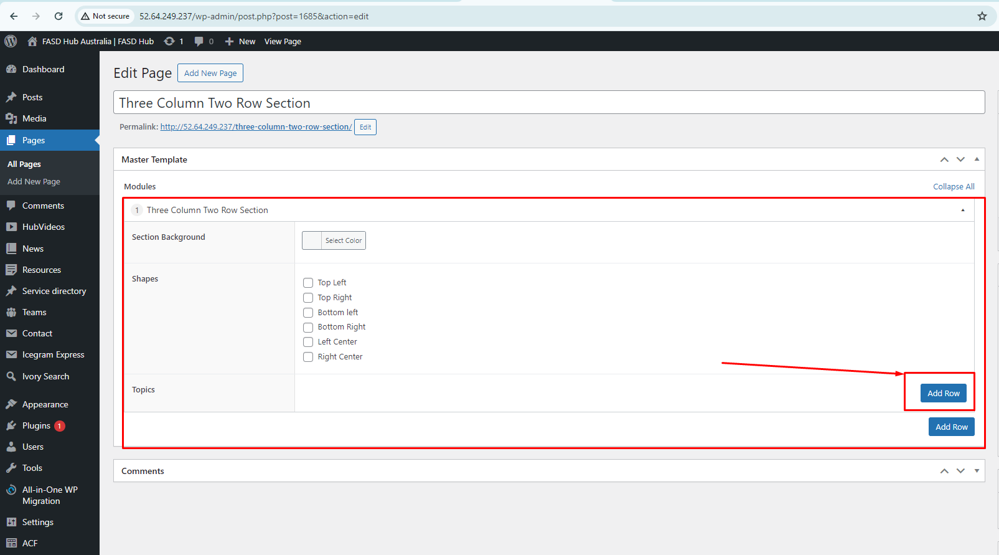 Not secure 52.64.249.237/wp-admin/post.php?post=1685&action=edit
FASD Hub Australia | FASD Hub 1 0 New View Page
Dashboard
Posts
Media
Pages
All Pages
Add New Page
Comments
HubVideos
News
Resources
Service directory
Teams
Contact
Icegram Express
Ivory Search
Appearance
Plugins 1
Users
Tools
All-in-One WP
Migration
Settings
ACF
Edit Page Add New Page
Three Column Two Row Section
Permalink: http://52.64.249.237/three-column-two-row-section/ Edit
Master Template
Modules Collapse All
1 Three Column Two Row Section
Section Background Select Color
Shapes
Top Left
Top Right
Bottom left
Bottom Right
Left Center
Right Center
Topics Add Row
Add Row
Comments